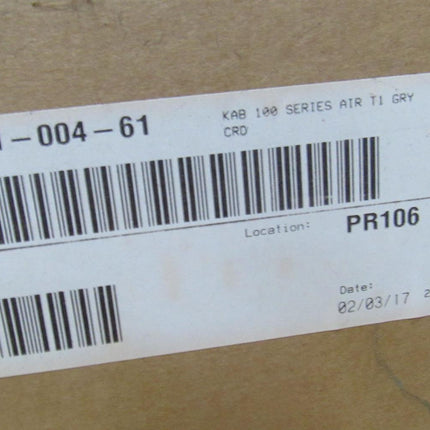 -004-61
KAB 100 SERIES AIR T1 GRY
CRD
Location: PR106
Date:
02/03/17